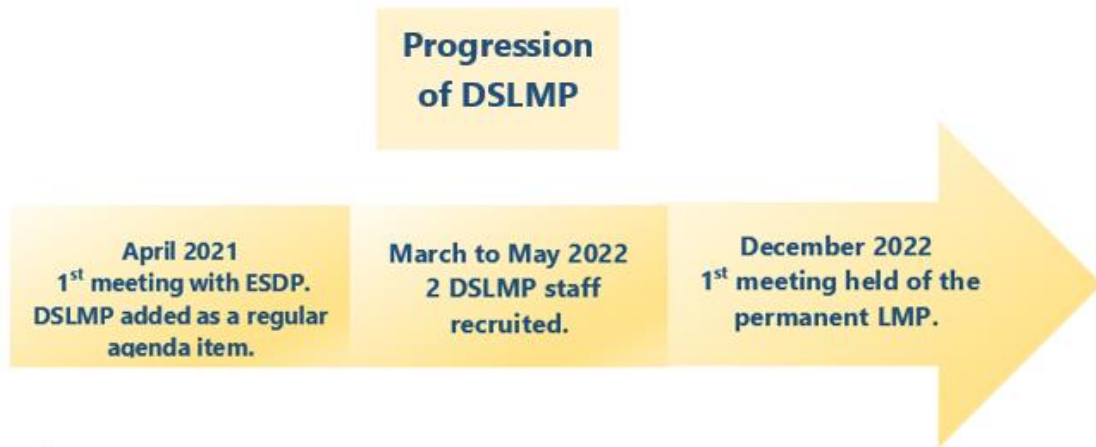 Progression
of DSLMP
April 2021
1st meeting with ESDP.
DSLMP added as a regular
agenda item.
March to May 2022
2 DSLMP staff
recruited.
December 2022
1st meeting held of the
permanent LMP.